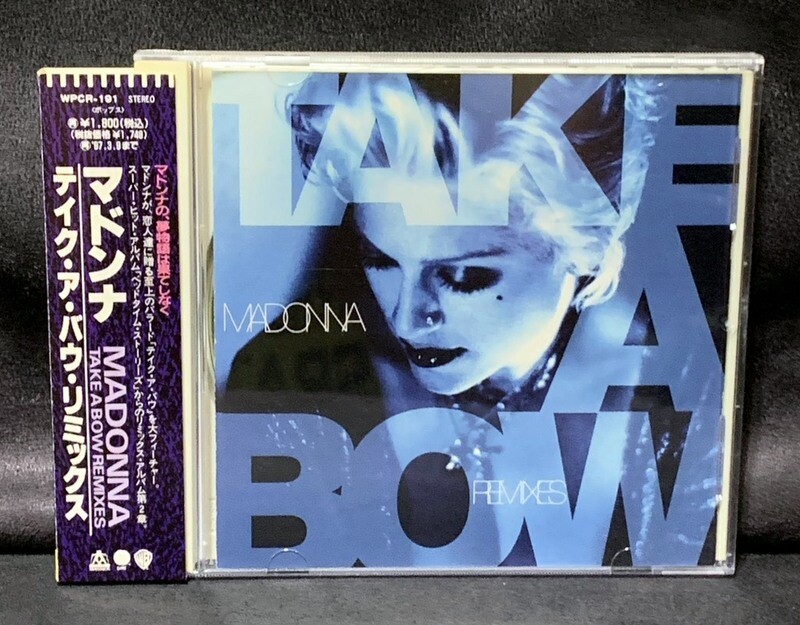 WPCR-191 STEREO
〈ポップス〉
¥1,800(税込)
(税抜価格¥1,748)
'97.3.9まで
マドンナの、夢物語は果てしなく
マドンナが、恋人達に贈る至上のバラード「テイク・ア・バウ」を大フィーチャー。
スーパー・ヒット・アルバム「ベッドタイム・ストーリーズ」からのリミックス・アルバム第2章。
マドンナ
MADONNA
テイク・ア・バウ・リミックス
TAKE A BOW REMIXES
TAKE
A
BOW
MADONNA
REMIXES